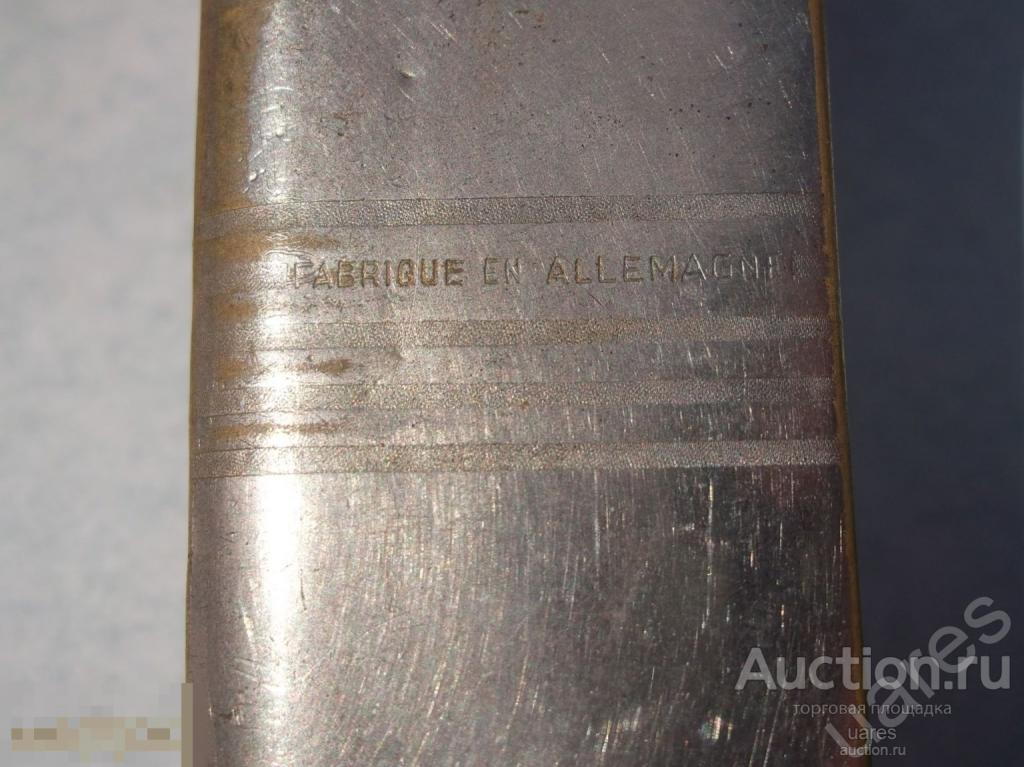 FABRIQUE EN ALLEMAGNE
Auction.ru
торговая площадка
uares
auction.ru
uares